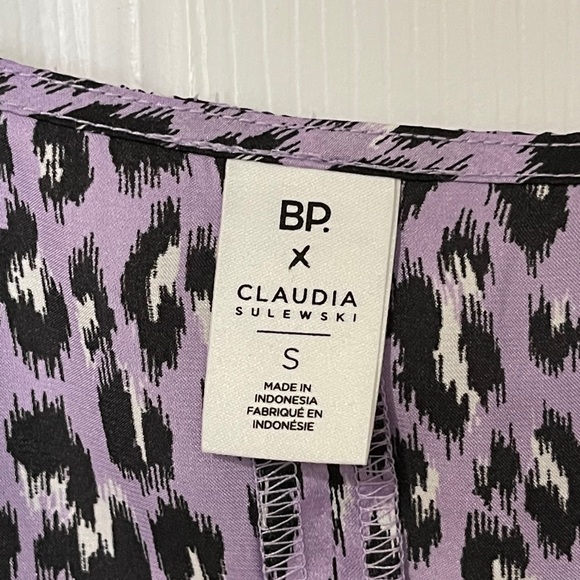 BP.
X
CLAUDIA
SULEWSKI
S
MADE IN
INDONESIA
FABRIQUÉ EN
INDONÉSIE